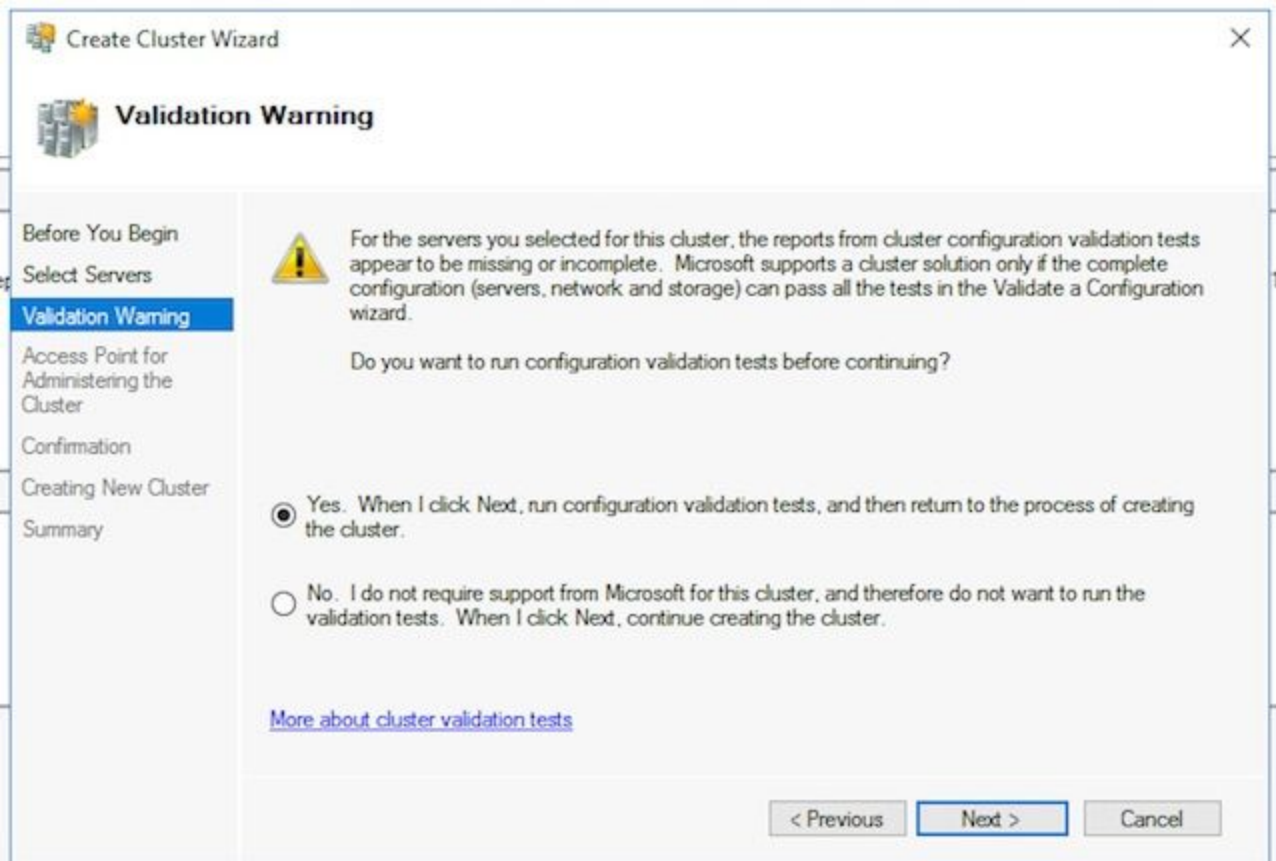 Create Cluster Wizard
Validation Warning
Before You Begin
Select Servers
Validation Warning
Access Point for
Administering the
Cluster
Confirmation
Creating New Cluster
Summary
For the servers you selected for this cluster, the reports from cluster configuration validation tests
appear to be missing or incomplete.  Microsoft supports a cluster solution only if the complete
configuration (servers, network and storage) can pass all the tests in the Validate a Configuration
wizard.
Do you want to run configuration validation tests before continuing?
Yes.  When I click Next, run configuration validation tests, and then return to the process of creating
the cluster.
No.  I do not require support from Microsoft for this cluster, and therefore do not want to run the
validation tests.  When I click Next, continue creating the cluster.
More about cluster validation tests
< Previous
Next >
Cancel